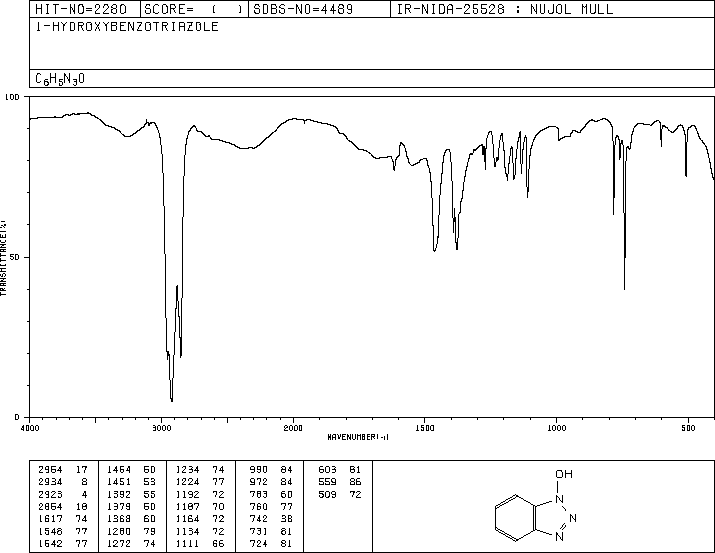 HIT-NO=2280 SCORE= ( ) SDBS-NO=4489 IR-NIDA-25528 : NUJOL MULL
1-HYDROXYBENZOTRIAZOLE
C6H5N3O
100
50
0
TRANSMITTANCE(%)
4000 3000 2000 1500 1000 500
WAVENUMBER(-1)
2954 17 1464 50 1234 74 990 84 603 81
2934 8 1451 53 1224 77 972 84 559 86
2923 4 1392 55 1192 72 783 60 509 72
2854 18 1379 50 1187 70 760 77
1617 74 1368 60 1164 72 742 38
1548 77 1280 79 1134 72 731 81
1542 77 1272 74 1111 66 724 81
OH
N
N
N